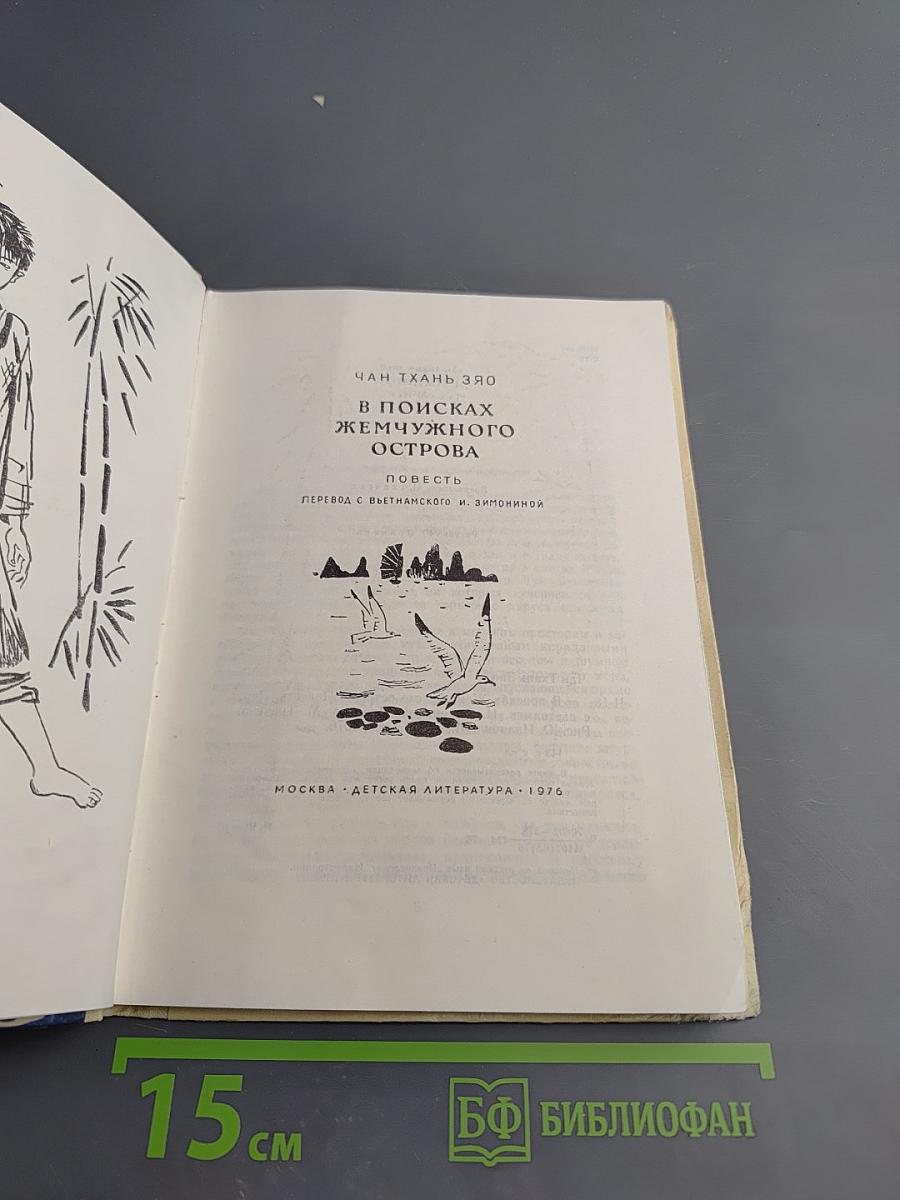 ЧАН ТХАНЬ ЗЯО
В ПОИСКАХ
ЖЕМЧУЖНОГО
ОСТРОВА
ПОВЕСТЬ
ПЕРЕВОД С ВЬЕТНАМСКОГО И. ЗИМОНИНОЙ
МОСКВА · ДЕТСКАЯ ЛИТЕРАТУРА · 1976
15 СМ
БФ БИБЛИОФАН